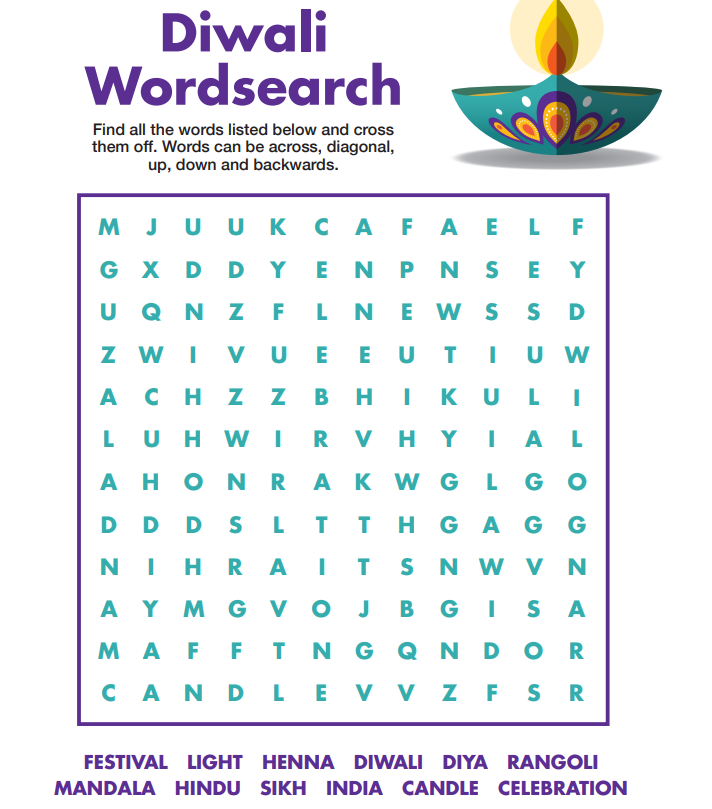 Diwali
Wordsearch
Find all the words listed below and cross
them off. Words can be across, diagonal,
up, down and backwards.
M J U U K C A F A E L F
G X D D Y E N P N S E Y
U Q N Z F L N E W S S D
Z W I V U E E U T I U W
A C H Z Z B H I K U L I
L U H W I R V H Y I A L
A H O N R A K W G L G O
D D D S L T T H G A G G
N I H R A I T S N W V N
A Y M G V O J B G I S A
M A F F T N G Q N D O R
C A N D L E V V Z F S R
FESTIVAL LIGHT HENNA DIWALI DIYA RANGOLI
MANDALA HINDU SIKH INDIA CANDLE CELEBRATION